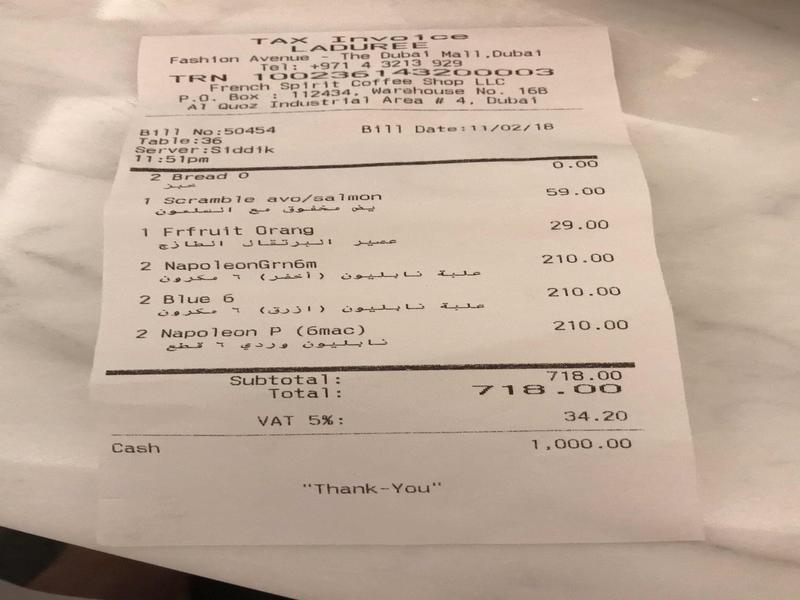 TAX Invoice
LADUREE
Fashion Avenue - The Dubai Mall,Dubai
Tel: +971 4 3213 929
TRN 100236143200003
French Spirit Coffee Shop LLC
P.O. Box : 112434, Warehouse No. 16B
Al Quoz Industrial Area # 4, Dubai
Bill No:50454 Bill Date:11/02/18
Table:36
Server:Siddik
11:51pm
2 Bread O 0.00
خبز
1 Scramble avo/salmon 59.00
بيض مخفوق مع السلمون
1 Frfruit Orang 29.00
عصير البرتقال الطازج
2 NapoleonGrn6m 210.00
علبة نابليون (أخضر) ٦ مكرون
2 Blue 6 210.00
علبة نابليون (ازرق) ٦ مكرون
2 Napoleon P (6mac) 210.00
نابليون وردي ٦ قطع
Subtotal: 718.00
Total: 718.00
VAT 5%: 34.20
Cash 1,000.00
"Thank-You"